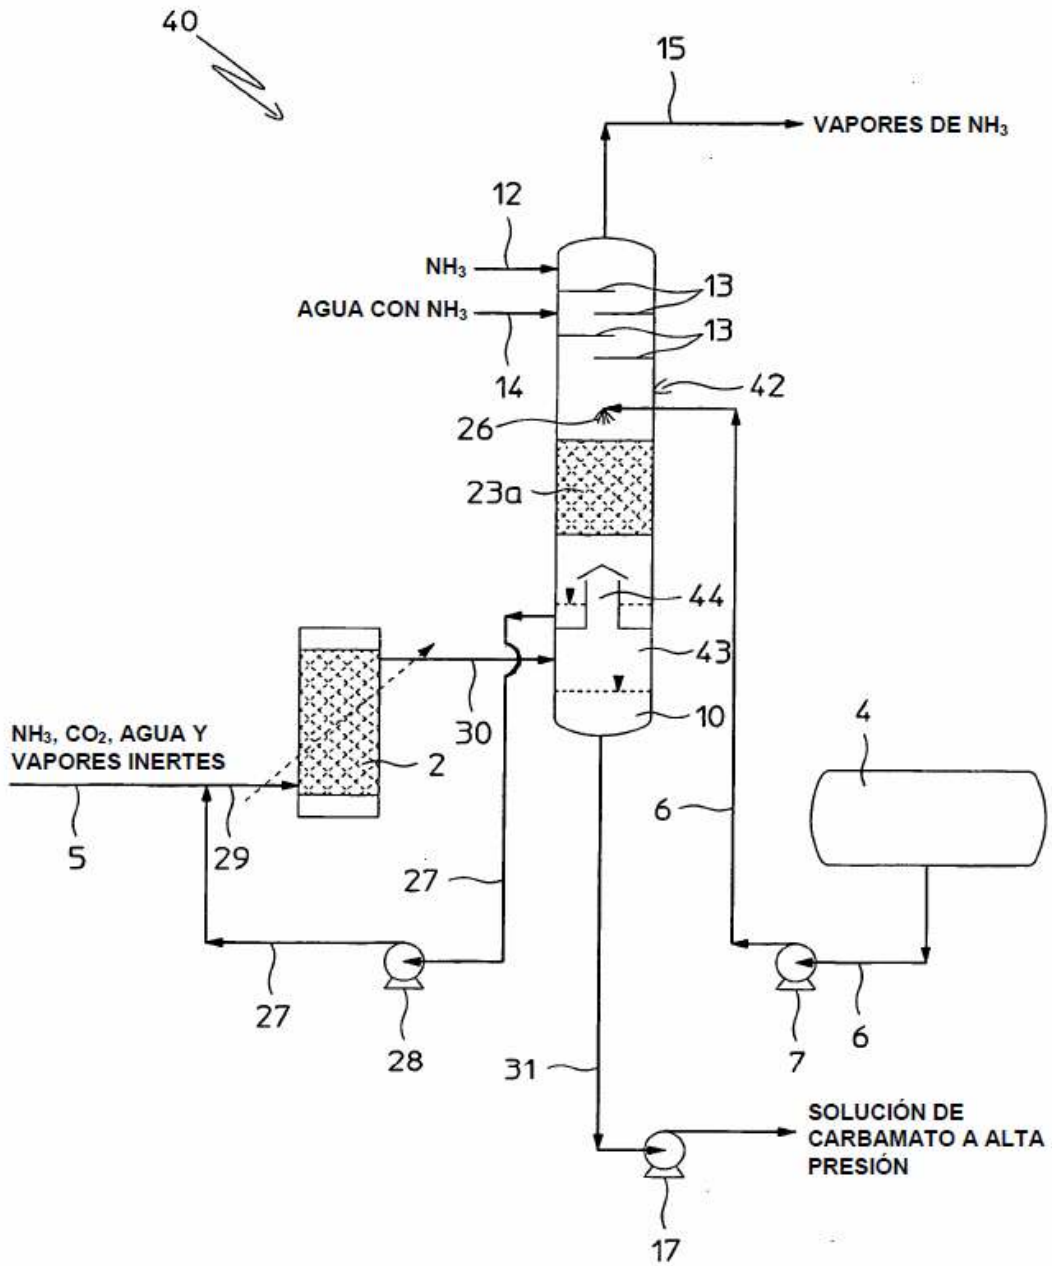 40
15
VAPORES DE NH₃
12
NH₃
13
AGUA CON NH₃
13
14
42
26
23a
44
43
30
10
4
NH₃, CO₂, AGUA Y
VAPORES INERTES
2
6
5
29
27
27
28
7
6
31
SOLUCIÓN DE
CARBAMATO A ALTA
PRESIÓN
17